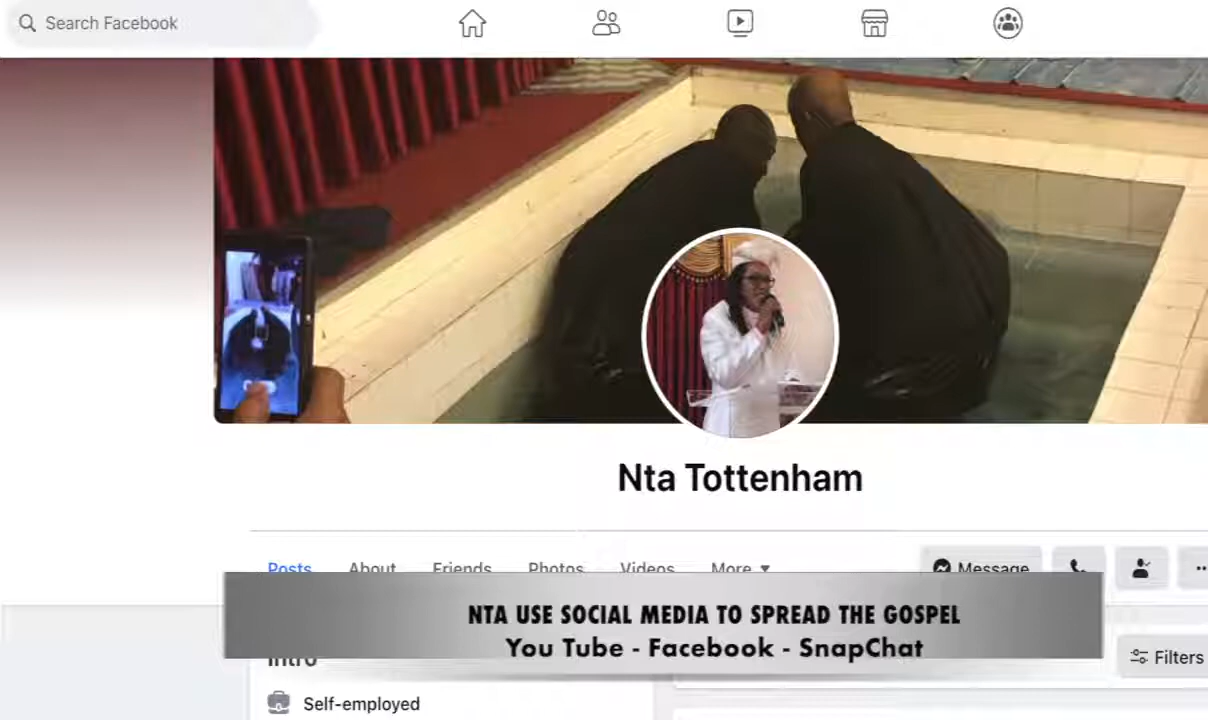 Search Facebook
Nta Tottenham
Posts About Friends Photos Videos More
Message
NTA USE SOCIAL MEDIA TO SPREAD THE GOSPEL
You Tube - Facebook - SnapChat
Intro
Filters
Self-employed